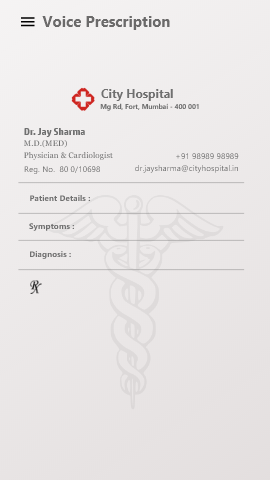 Voice Prescription
City Hospital
Mg Rd, Fort, Mumbai - 400 001
Dr. Jay Sharma
M.D.(MED)
Physician & Cardiologist
+91 98989 98989
Reg. No. 80 0/10698
dr.jaysharma@cityhospital.in
Patient Details :
Symptoms :
Diagnosis :
℞